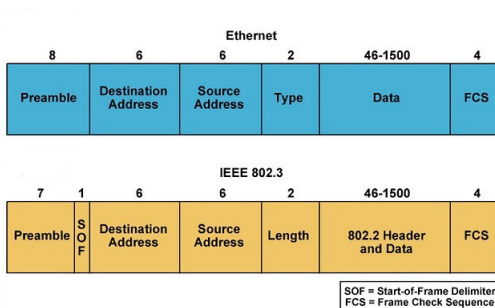 Ethernet
8 6 6 2 46-1500 4
Preamble Destination Address Source Address Type Data FCS
IEEE 802.3
7 1 6 6 2 46-1500 4
Preamble SOF Destination Address Source Address Length 802.2 Header and Data FCS
SOF = Start-of-Frame Delimiter
FCS = Frame Check Sequence